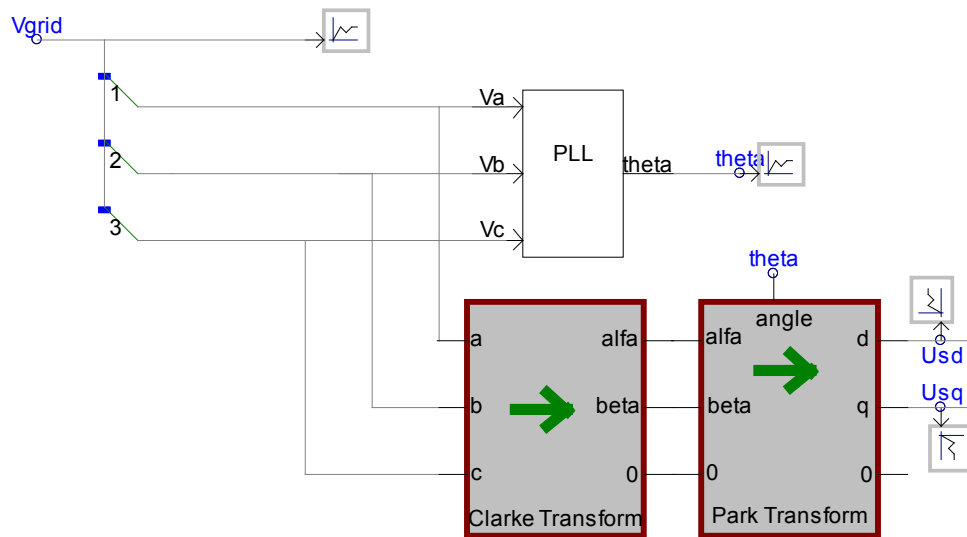 Vgrid
1
Va
2
Vb
PLL
theta
theta
3
Vc
theta
angle
a
alfa
alfa
d
Usd
Usq
b
beta
beta
q
c
0
0
0
Clarke Transform
Park Transform